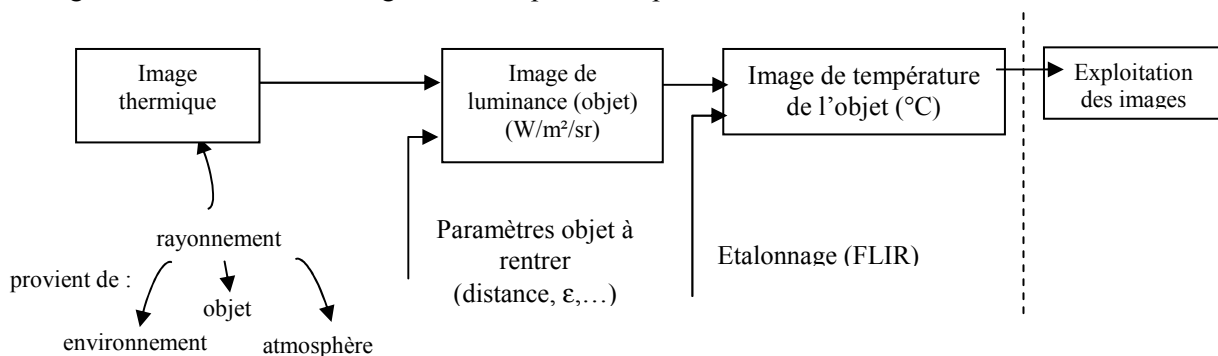 Image
thermique
Image de
luminance (objet)
(W/m²/sr)
Image de température
de l'objet (°C)
Exploitation
des images
rayonnement
provient de :
objet
environnement
atmosphère
Paramètres objet à
rentrer
(distance, ε,…)
Etalonnage (FLIR)